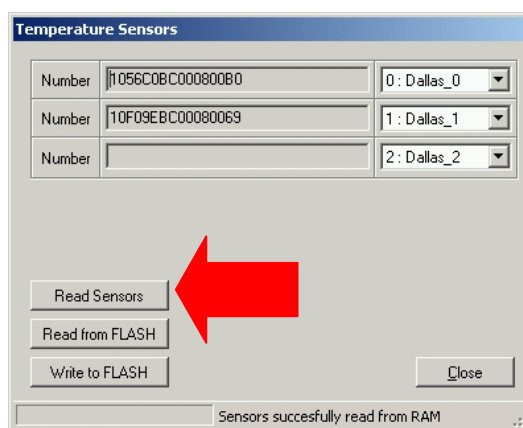 Temperature Sensors
Number 1056C0BC000800B0 0 : Dallas_0
Number 10F09EBC00080069 1 : Dallas_1
Number 2 : Dallas_2
Read Sensors
Read from FLASH
Write to FLASH Close
Sensors succesfully read from RAM